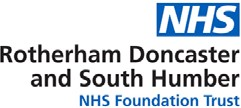 NHS
Rotherham Doncaster
and South Humber
NHS Foundation Trust